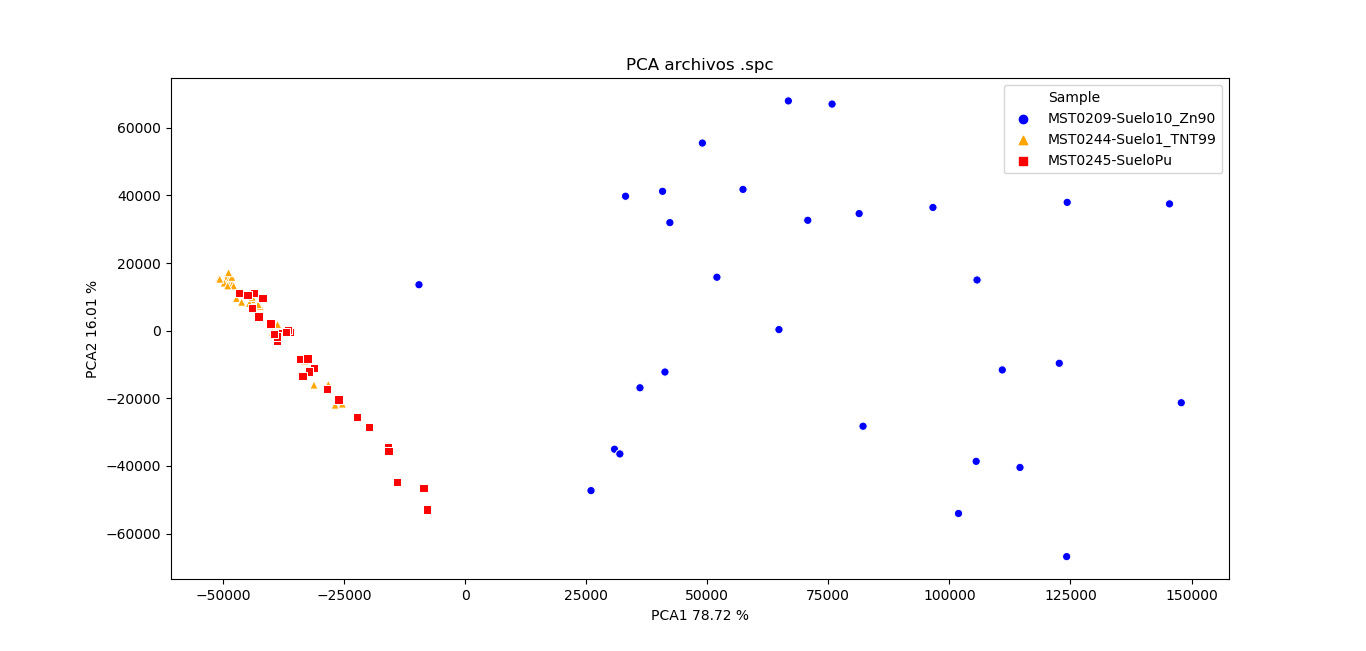 PCA archivos .spc
Sample
MST0209-Suelo10_Zn90
MST0244-Suelo1_TNT99
MST0245-SueloPu
PCA2 16.01 %
60000
40000
20000
0
−20000
−40000
−60000
−50000 −25000 0 25000 50000 75000 100000 125000 150000
PCA1 78.72 %